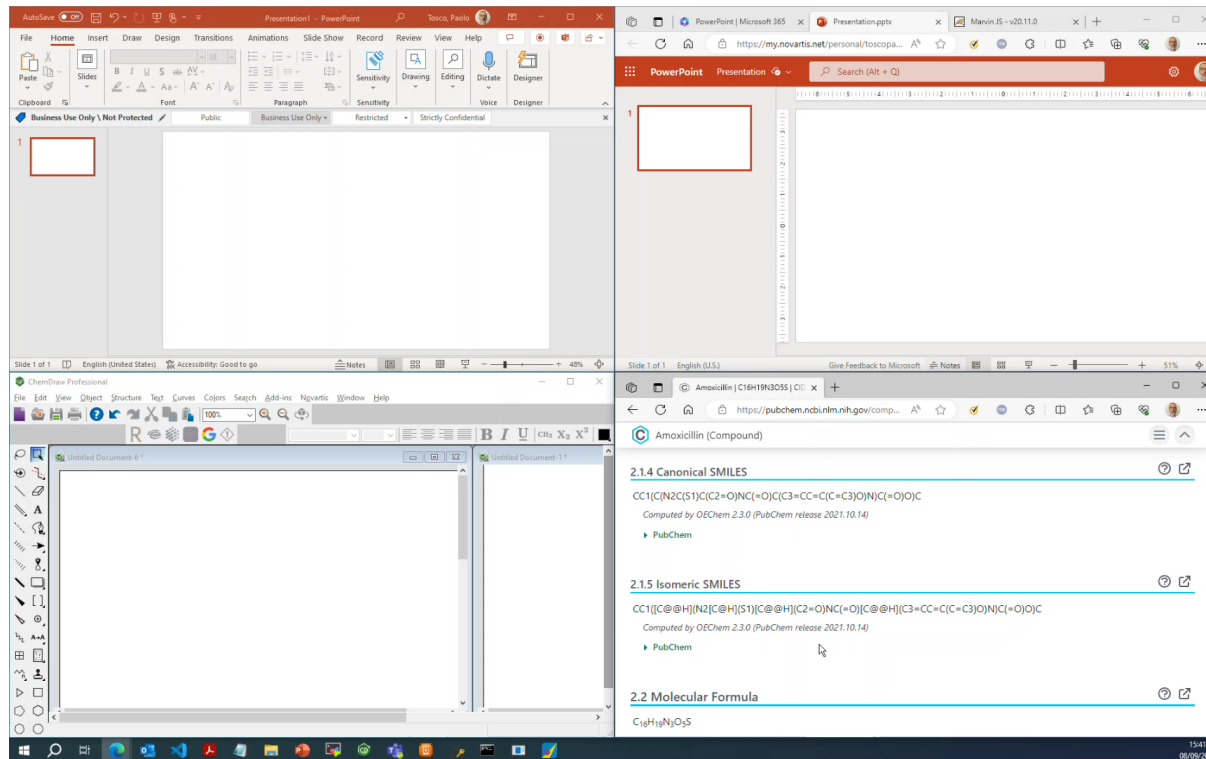 AutoSave Off Presentation1 - PowerPoint Tosco, Paolo
File Home Insert Draw Design Transitions Animations Slide Show Record Review View Help
Paste Slides Sensitivity Drawing Editing Dictate Designer
Clipboard Font Paragraph Sensitivity Voice Designer
Business Use Only \ Not Protected Public Business Use Only Restricted Strictly Confidential
1
Slide 1 of 1 English (United States) Accessibility: Good to go Notes 48%
PowerPoint | Microsoft 365 Presentation.pptx Marvin JS - v20.11.0
https://my.novartis.net/personal/toscopa...
PowerPoint Presentation Search (Alt + Q)
1
Slide 1 of 1 English (U.S.) Give Feedback to Microsoft Notes 51%
ChemDraw Professional
File Edit View Object Structure Text Curves Colors Search Add-ins Novartis Window Help
100%
B I U CH2 X2 X2
Untitled Document-6* Untitled Document-1*
Amoxicillin | C16H19N3O5S | CID
https://pubchem.ncbi.nlm.nih.gov/comp...
Amoxicillin (Compound)
2.1.4 Canonical SMILES
CC1(C(N2C(S1)C(C2=O)NC(=O)C(C3=CC=C(C=C3)O)N)C(=O)O)C
Computed by OEChem 2.3.0 (PubChem release 2021.10.14)
PubChem
2.1.5 Isomeric SMILES
CC1([C@@H](N2[C@H](S1)[C@@H](C2=O)NC(=O)[C@@H](C3=CC=C(C=C3)O)N)C(=O)O)C
Computed by OEChem 2.3.0 (PubChem release 2021.10.14)
PubChem
2.2 Molecular Formula
C16H19N3O5S
15:41